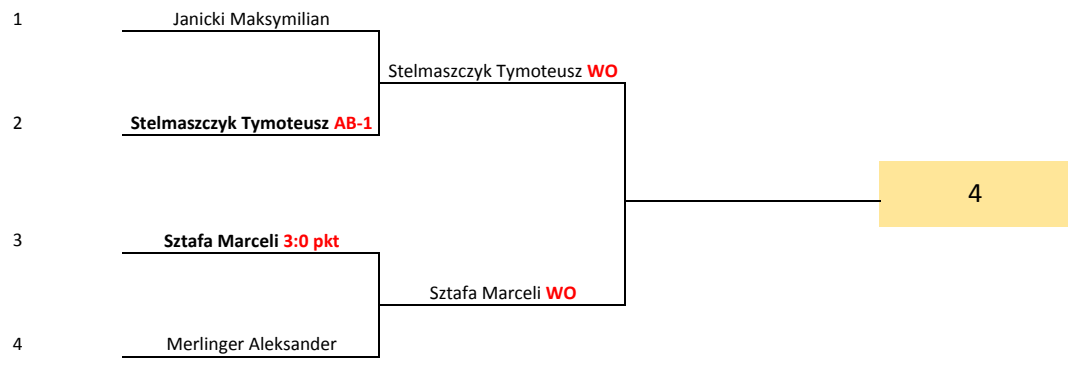 1 Janicki Maksymilian
Stelmaszczyk Tymoteusz WO
2 Stelmaszczyk Tymoteusz AB-1
4
3 Sztafa Marceli 3:0 pkt
Sztafa Marceli WO
4 Merlinger Aleksander